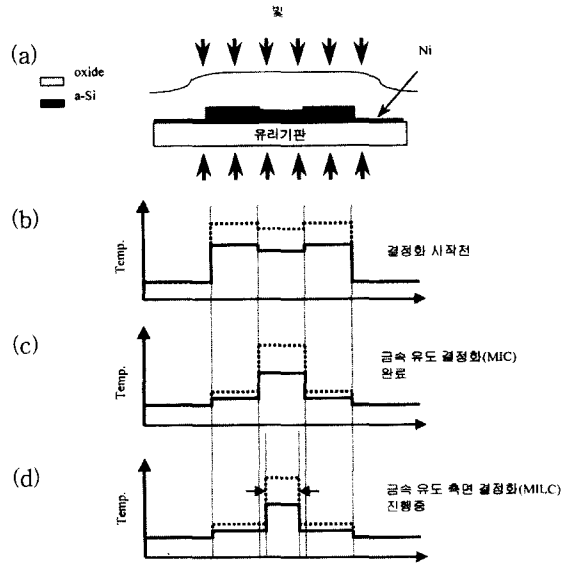 빛
(a)
oxide
a-Si
Ni
유리기판
(b)
Temp.
결정화 시작전
(c)
Temp.
금속 유도 결정화(MIC)
완료
(d)
Temp.
금속 유도 측면 결정화(MILC)
진행중